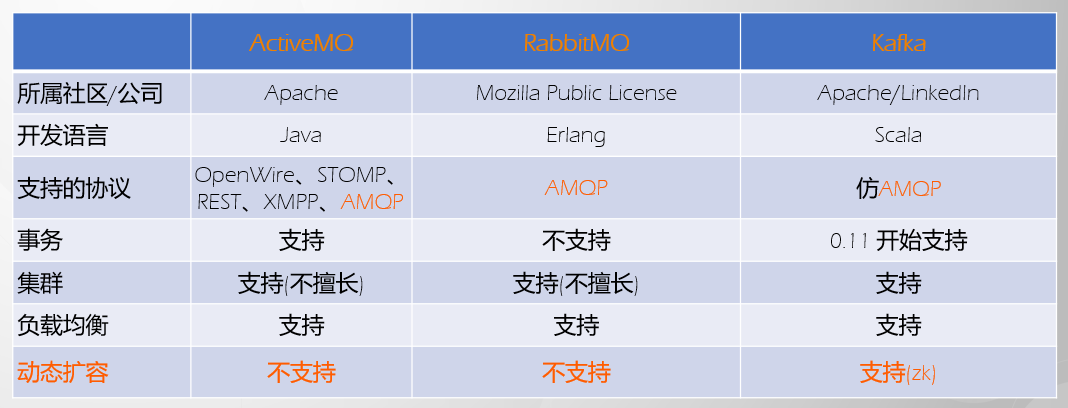 ActiveMQ RabbitMQ Kafka
所属社区/公司 Apache Mozilla Public License Apache/LinkedIn
开发语言 Java Erlang Scala
支持的协议 OpenWire、STOMP、
REST、XMPP、AMQP AMQP 仿AMQP
事务 支持 不支持 0.11 开始支持
集群 支持(不擅长) 支持(不擅长) 支持
负载均衡 支持 支持 支持
动态扩容 不支持 不支持 支持(zk)